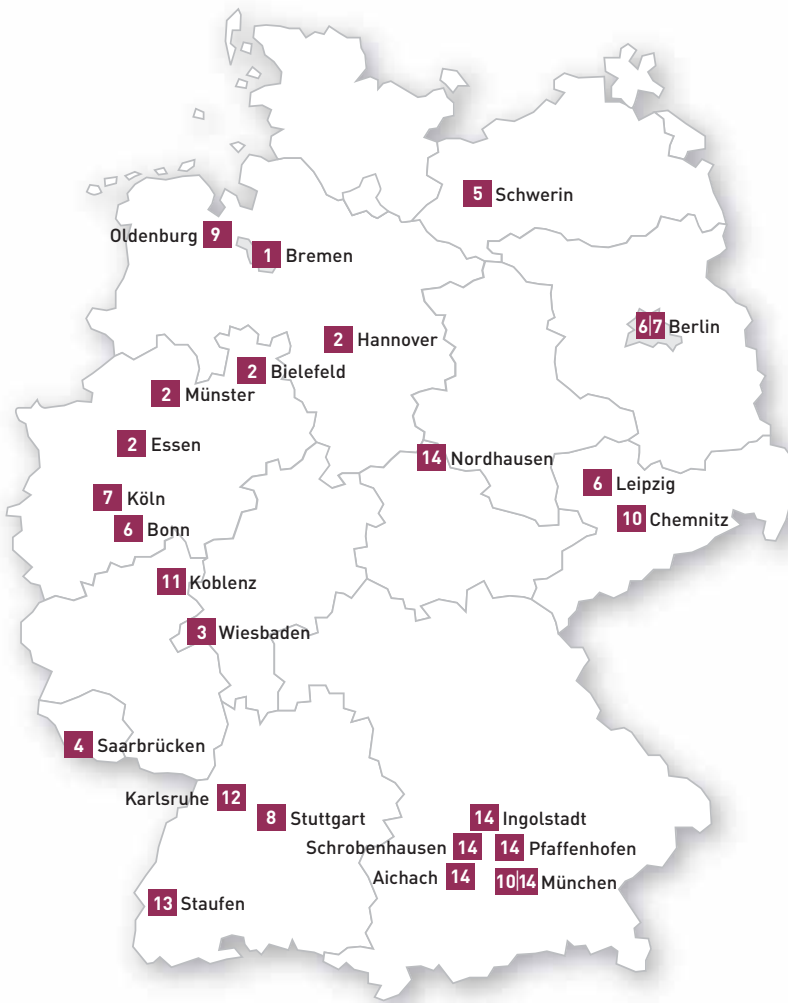 5 Schwerin
Oldenburg 9
1 Bremen
6|7 Berlin
2 Hannover
2 Bielefeld
2 Münster
2 Essen
14 Nordhausen
6 Leipzig
7 Köln
10 Chemnitz
6 Bonn
11 Koblenz
3 Wiesbaden
4 Saarbrücken
Karlsruhe 12
8 Stuttgart
14 Ingolstadt
Schrobenhausen 14
14 Pfaffenhofen
Aichach 14
10|14 München
13 Staufen